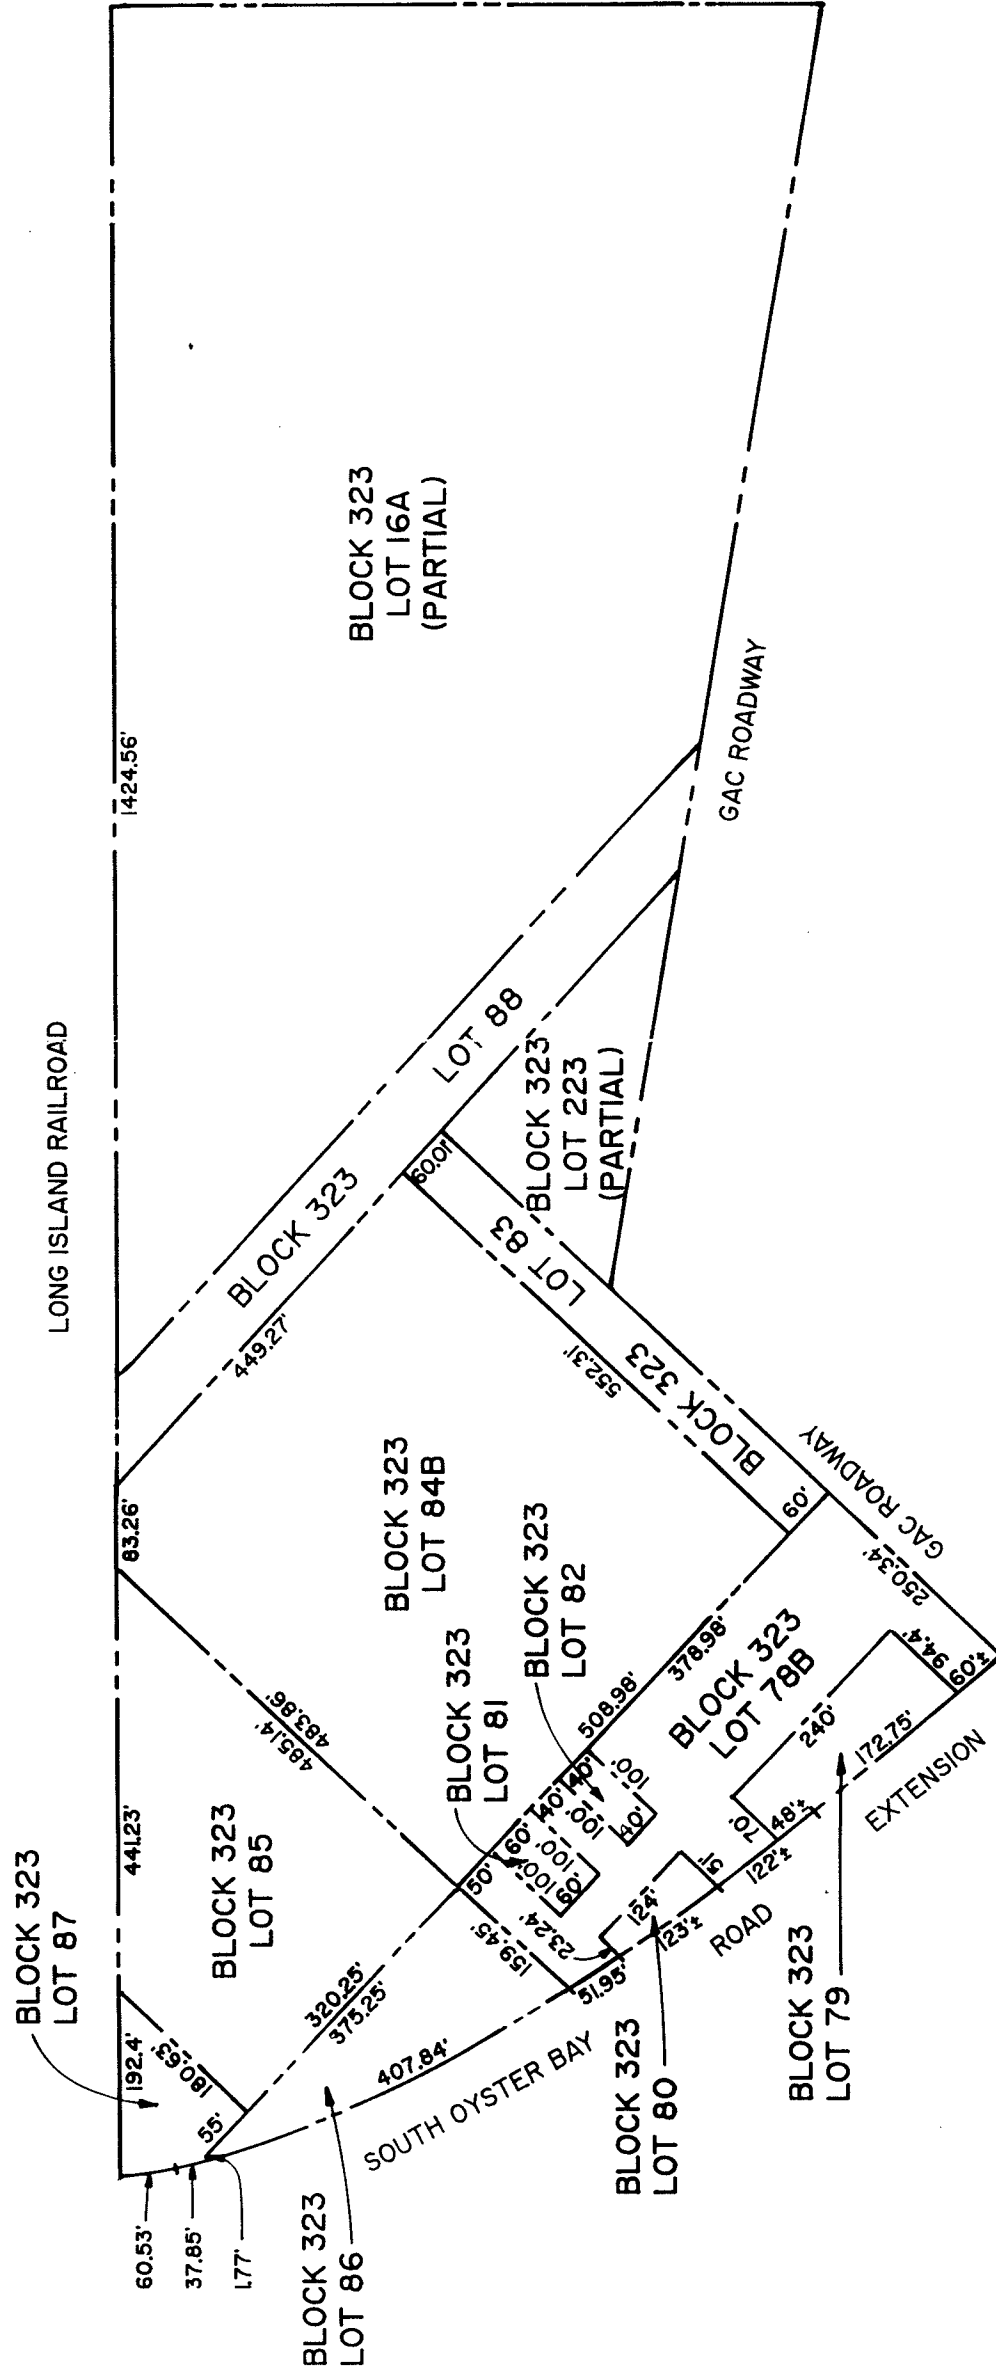 LONG ISLAND RAILROAD
60.53'
37.85'
1.77'
BLOCK 323
LOT 87
192.4'
180.63'
55'
441.23'
BLOCK 323
LOT 85
83.26'
1424.56'
485.14'
483.86'
320.25'
375.25'
BLOCK 323
LOT 86
407.84'
SOUTH OYSTER BAY
ROAD
EXTENSION
BLOCK 323
LOT 84B
449.27'
BLOCK 323
LOT 88
60.01'
BLOCK 323
LOT 83
552.31'
60'
BLOCK 323
LOT 223
(PARTIAL)
BLOCK 323
LOT 16A
(PARTIAL)
GAC ROADWAY
GAC ROADWAY
250.34'
BLOCK 323
LOT 81
BLOCK 323
LOT 82
508.98'
378.98'
50'
60'
40'
40'
100'
100'
60'
100'
100'
40'
159.45'
51.95'
23.24'
124'
51'
123'±
122'±
BLOCK 323
LOT 80
BLOCK 323
LOT 78B
70'
48'±
240'
172.75'
94.4'
60'±
BLOCK 323
LOT 79